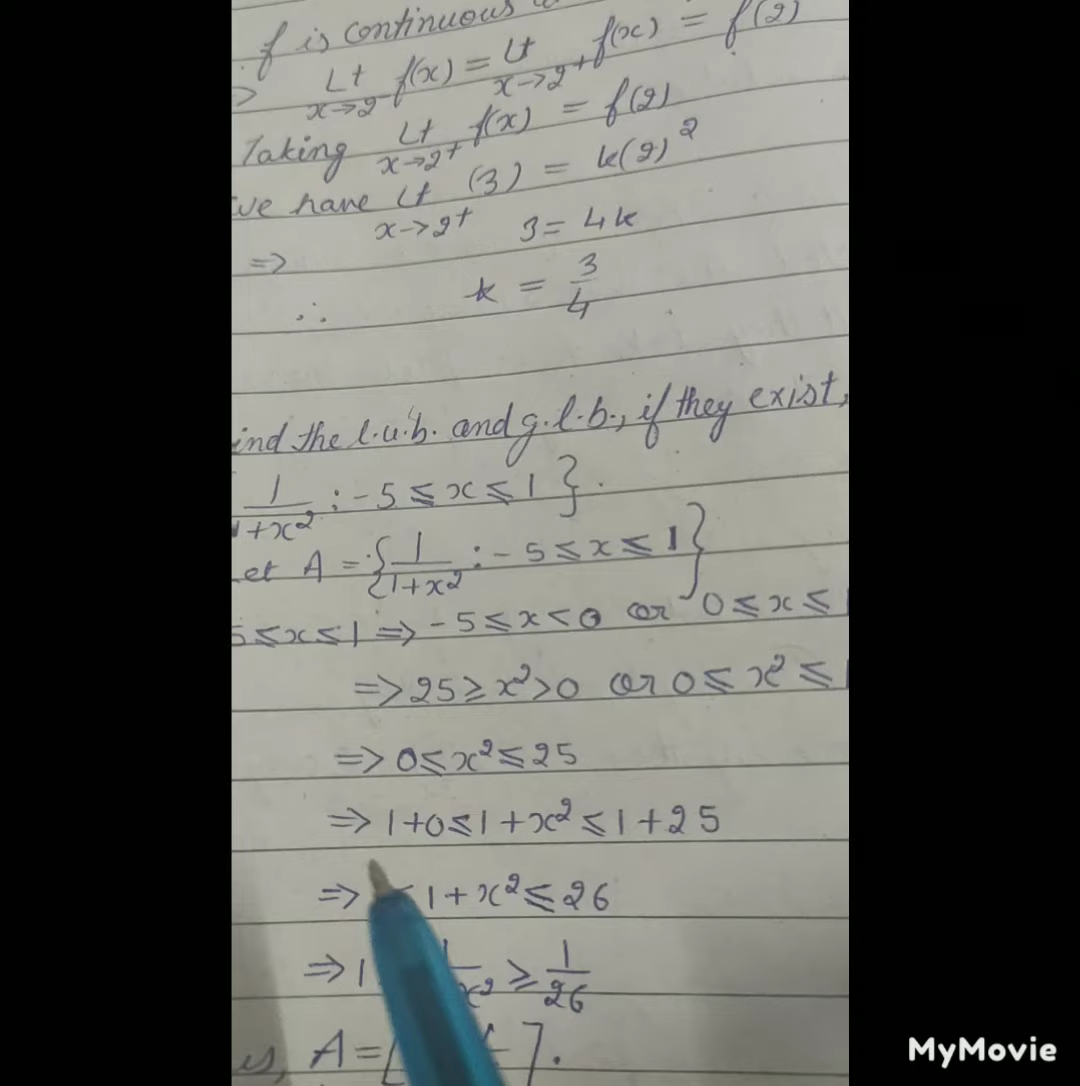 f is continuous
Lt x→2⁻ f(x) = Lt x→2⁺ f(x) = f(2)
Taking Lt x→2⁺ f(x) = f(2)
we have Lt x→2⁺ (3) = k(2)²
⇒ 3 = 4k
∴ k = 3/4
ind the l.u.b. and g.l.b., if they exist,
1/(1+x²) : -5 ≤ x ≤ 1 }.
et A = {1/(1+x²) : -5 ≤ x ≤ 1}
5 ≤ x ≤ 1 ⇒ -5 ≤ x < 0 or 0 ≤ x ≤ 1
⇒ 25 ≥ x² > 0 or 0 ≤ x² ≤ 1
⇒ 0 ≤ x² ≤ 25
⇒ 1+0 ≤ 1+x² ≤ 1+25
⇒ 1+x² ≤ 26
⇒ 1 ≥ 1/26
A = [ ].
MyMovie